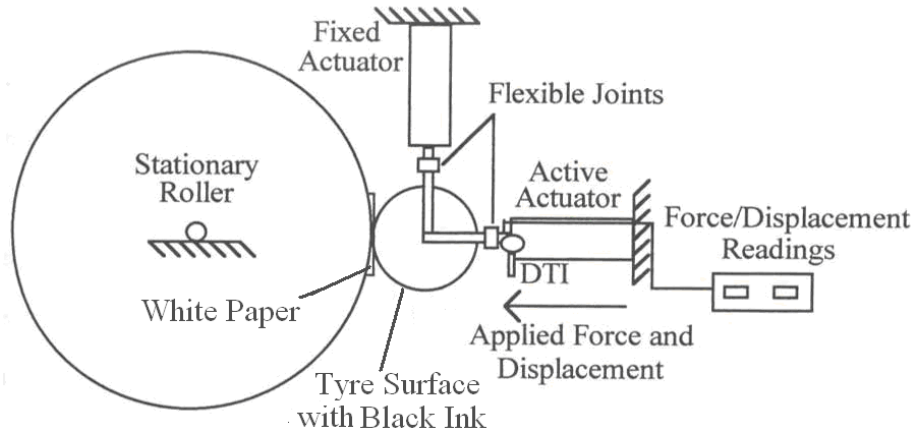 Fixed
Actuator
Flexible Joints
Stationary
Roller
Active
Actuator
Force/Displacement
Readings
DTI
White Paper
Applied Force and
Displacement
Tyre Surface
with Black Ink